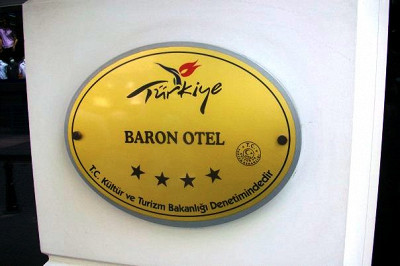 Türkiye
BARON OTEL
T.C.
T.C. Kültür ve Turizm Bakanlığı Denetimindedir